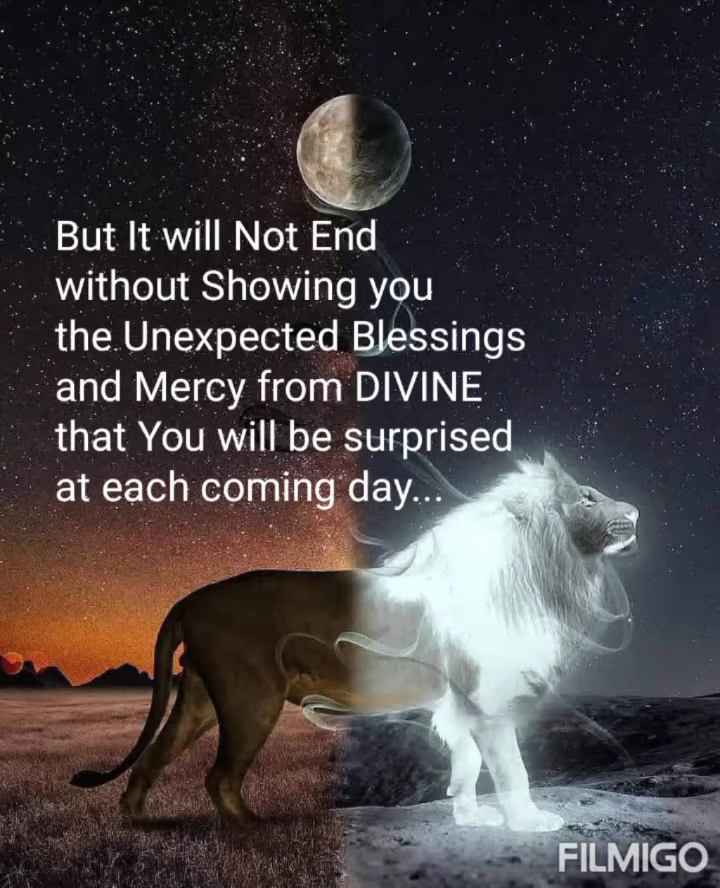 But It will Not End
without Showing you
the Unexpected Blessings
and Mercy from DIVINE
that You will be surprised
at each coming day...
FILMIGO